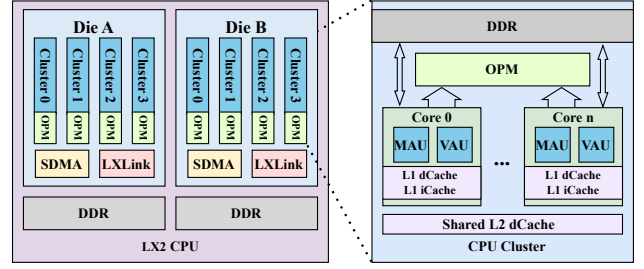 Die A
Cluster 0
OPM
Cluster 1
OPM
Cluster 2
OPM
Cluster 3
OPM
SDMA
LXLink
Die B
Cluster 0
OPM
Cluster 1
OPM
Cluster 2
OPM
Cluster 3
OPM
SDMA
LXLink
DDR
DDR
LX2 CPU
DDR
OPM
Core 0
MAU
VAU
L1 dCache
L1 iCache
...
Core n
MAU
VAU
L1 dCache
L1 iCache
Shared L2 dCache
CPU Cluster